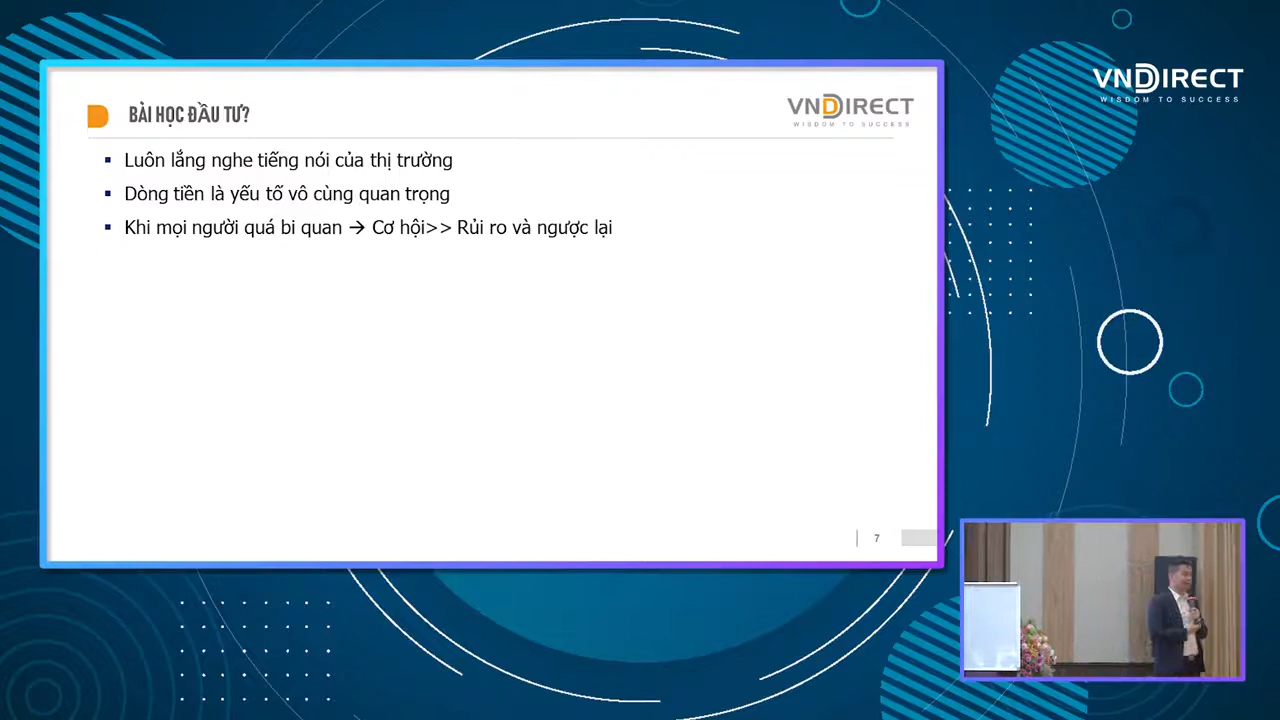 VNDIRECT
WISDOM TO SUCCESS
BÀI HỌC ĐẦU TƯ?
VNDIRECT
WISDOM TO SUCCESS
▪ Luôn lắng nghe tiếng nói của thị trường
▪ Dòng tiền là yếu tố vô cùng quan trọng
▪ Khi mọi người quá bi quan → Cơ hội>> Rủi ro và ngược lại
7